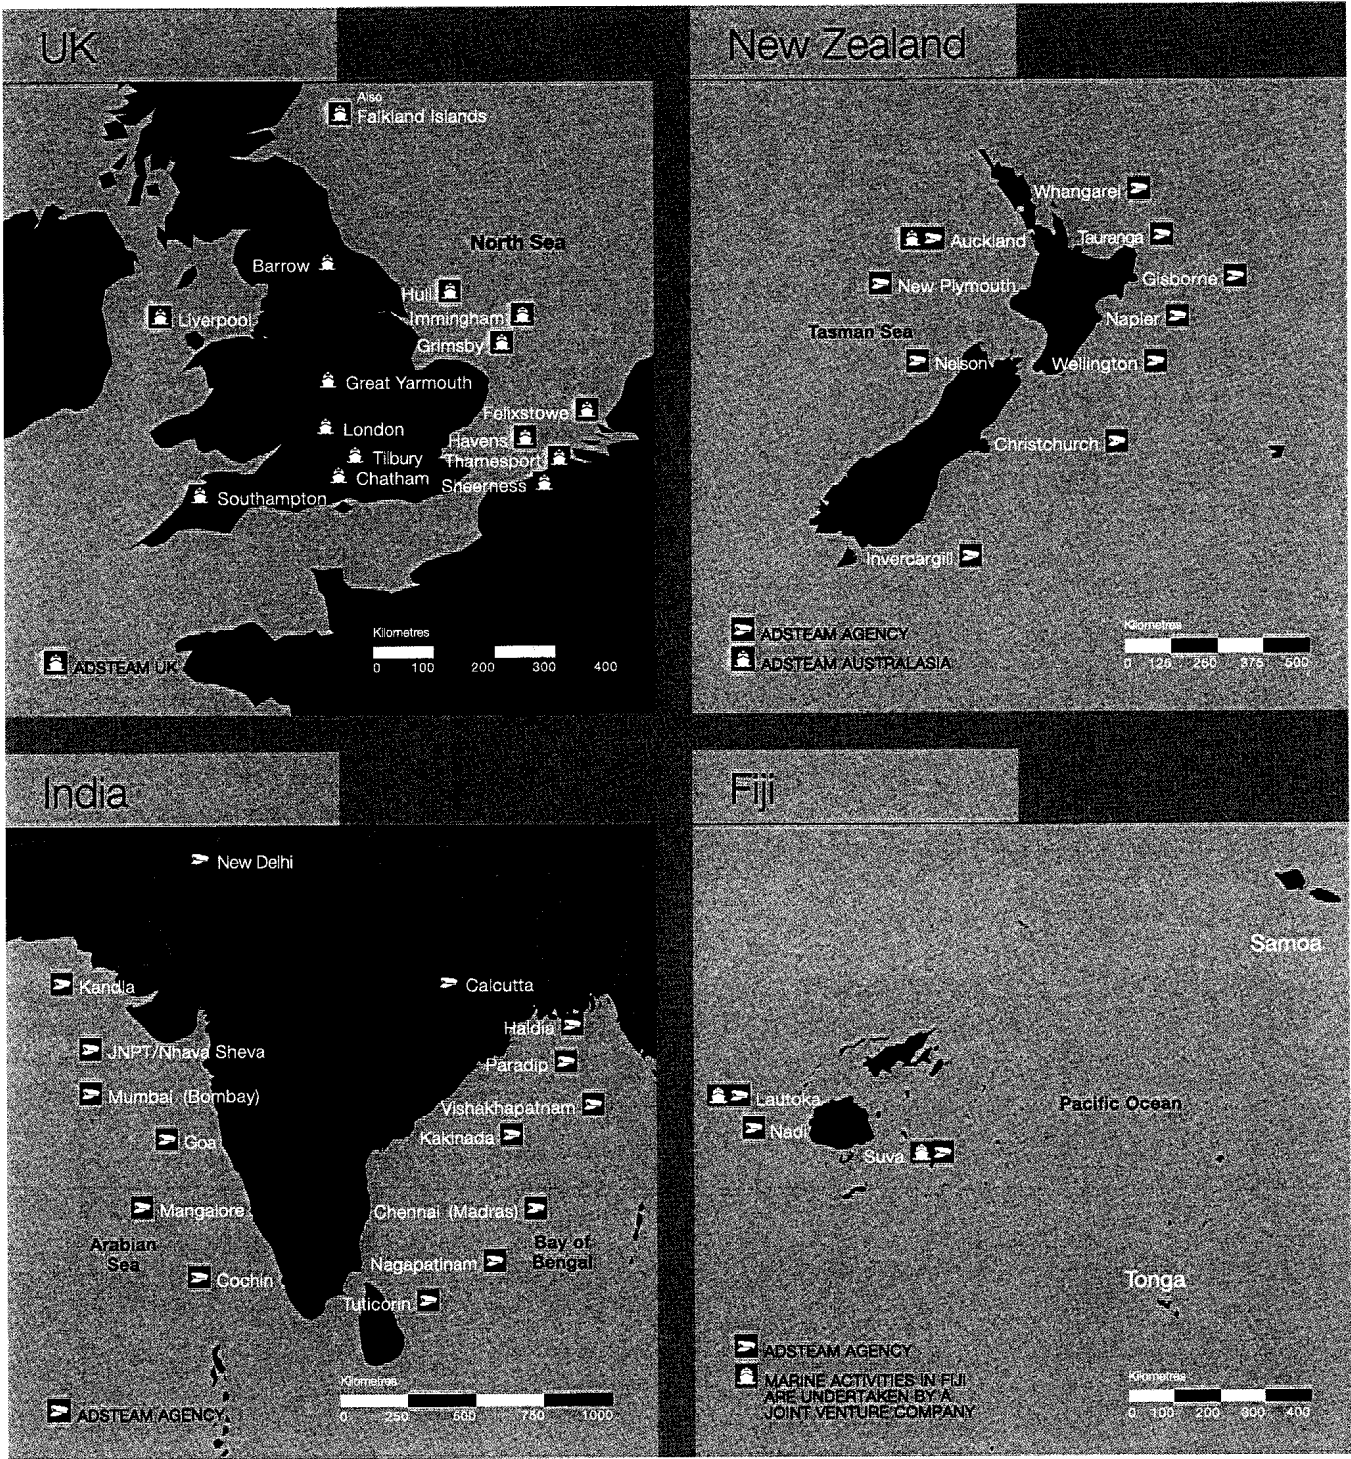 UK
Also
Falkland Islands
North Sea
Barrow
Hull
Liverpool
Immingham
Grimsby
Great Yarmouth
Felixstowe
London
Havens
Tilbury
Thamesport
Chatham
Sheerness
Southampton
Kilometres
0 100 200 300 400
ADSTEAM UK
New Zealand
Whangarei
Auckland
Tauranga
New Plymouth
Gisborne
Napier
Tasman Sea
Nelson
Wellington
Christchurch
Invercargill
ADSTEAM AGENCY
ADSTEAM AUSTRALASIA
Kilometres
0 125 250 375 500
India
New Delhi
Kandla
Calcutta
Haldia
JNPT/Nhava Sheva
Paradip
Mumbai (Bombay)
Vishakhapatnam
Goa
Kakinada
Mangalore
Chennai (Madras)
Arabian
Sea
Bay of
Bengal
Nagapatinam
Cochin
Tuticorin
Kilometres
0 250 500 750 1000
ADSTEAM AGENCY
Fiji
Samoa
Lautoka
Pacific Ocean
Nadi
Suva
Tonga
ADSTEAM AGENCY
MARINE ACTIVITIES IN FIJI
ARE UNDERTAKEN BY A
JOINT VENTURE COMPANY
Kilometres
0 100 200 300 400